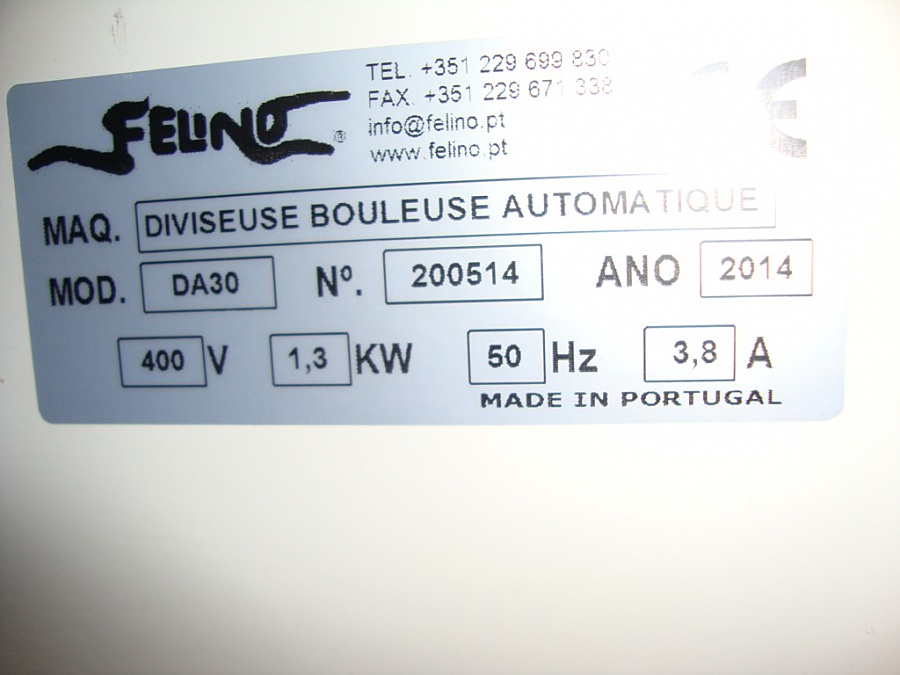 FELINO ®
TEL. +351 229 699 830
FAX. +351 229 671 338
info@felino.pt
www.felino.pt
CE
MAQ. DIVISEUSE BOULEUSE AUTOMATIQUE
MOD. DA30 Nº. 200514 ANO 2014
400 V 1,3 KW 50 Hz 3,8 A
MADE IN PORTUGAL